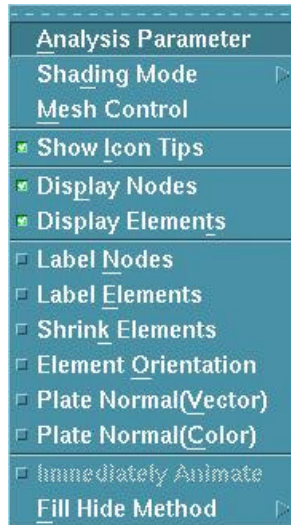 Analysis Parameter
Shading Mode
Mesh Control
Show Icon Tips
Display Nodes
Display Elements
Label Nodes
Label Elements
Shrink Elements
Element Orientation
Plate Normal(Vector)
Plate Normal(Color)
Immediately Animate
Fill Hide Method